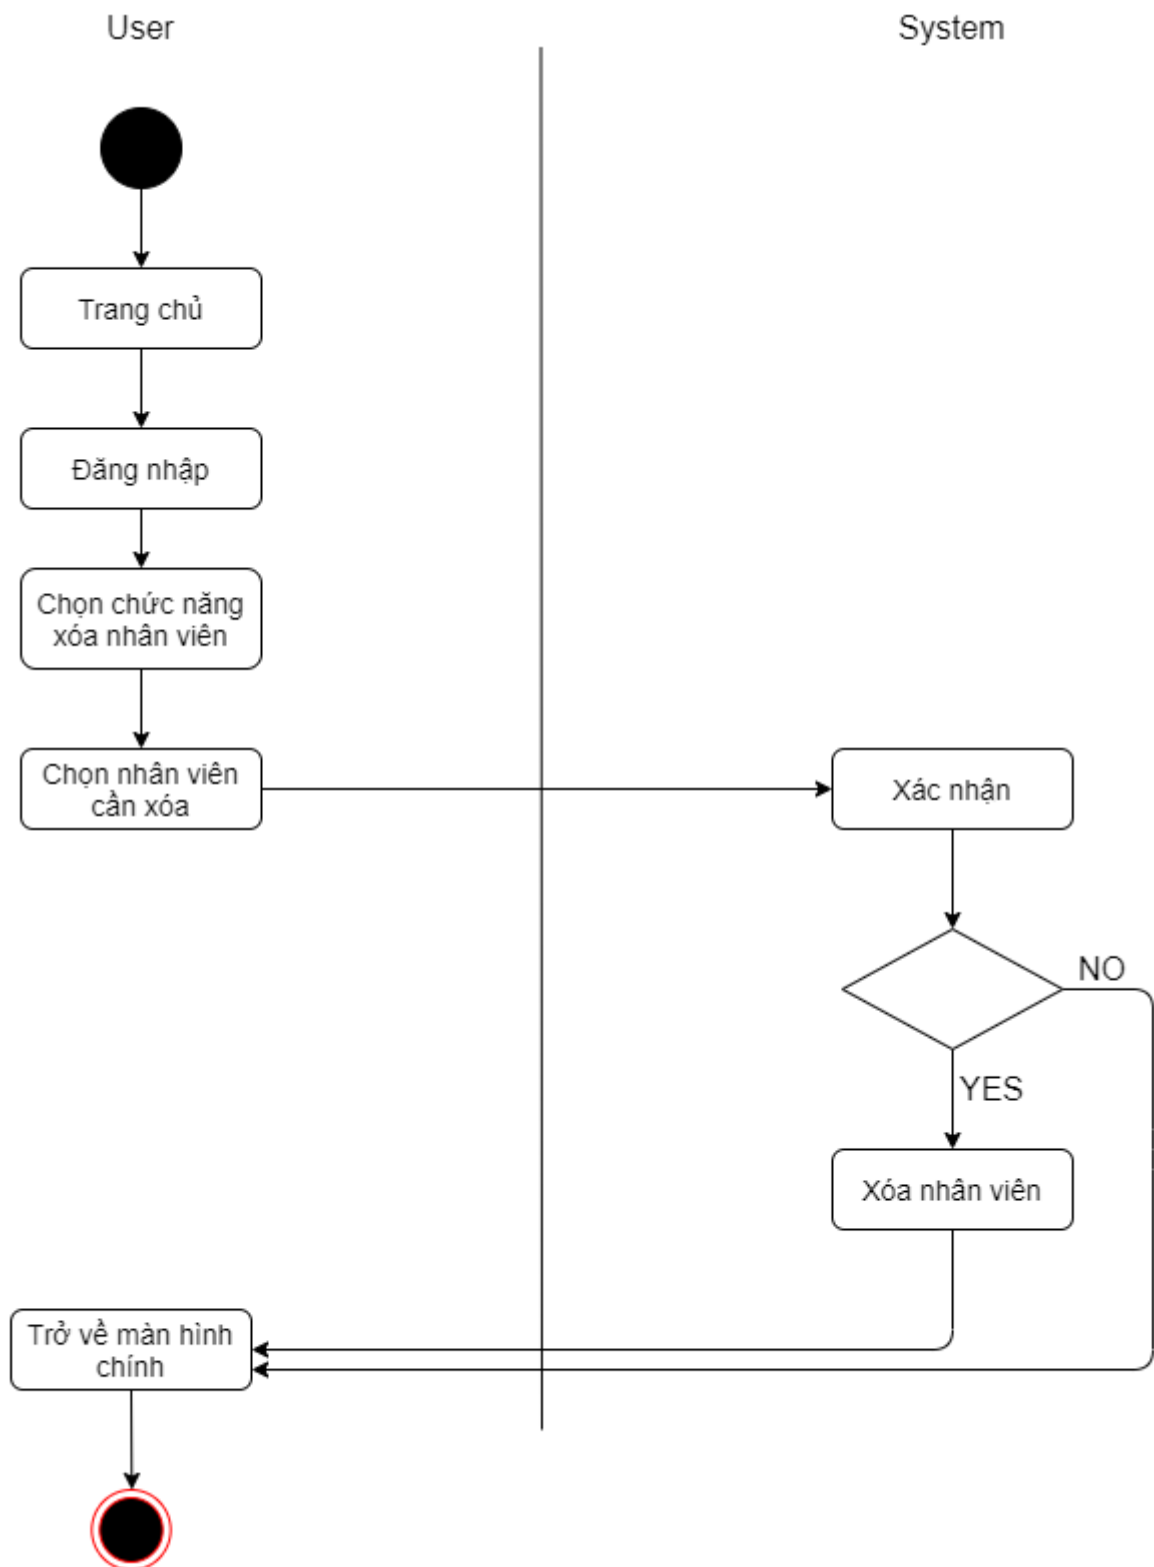 User
System
Trang chủ
Đăng nhập
Chọn chức năng
xóa nhân viên
Chọn nhân viên
cần xóa
Xác nhận
NO
YES
Xóa nhân viên
Trở về màn hình
chính